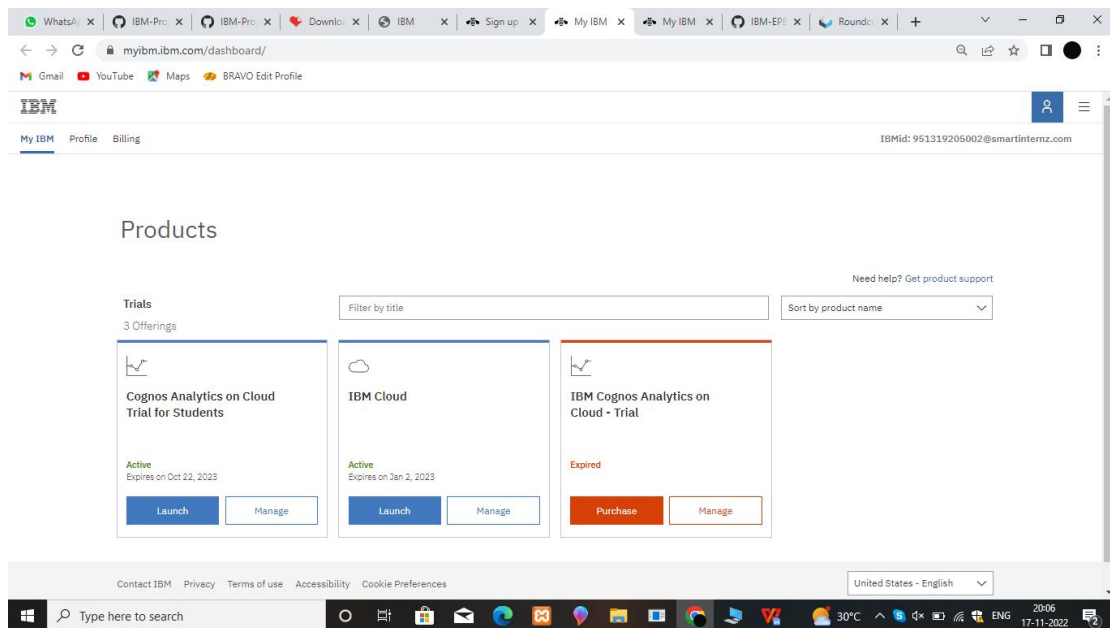 WhatsA
IBM-Pro
IBM-Pro
Downlo
IBM
Sign up
My IBM
My IBM
IBM-EPB
Roundc
myibm.ibm.com/dashboard/
Gmail
YouTube
Maps
BRAVO Edit Profile
IBM
My IBM
Profile
Billing
IBMid: 951319205002@smartinternz.com
Products
Need help? Get product support
Trials
3 Offerings
Filter by title
Sort by product name
Cognos Analytics on Cloud
Trial for Students
Active
Expires on Oct 22, 2023
Launch
Manage
IBM Cloud
Active
Expires on Jan 2, 2023
Launch
Manage
IBM Cognos Analytics on
Cloud - Trial
Expired
Purchase
Manage
Contact IBM
Privacy
Terms of use
Accessibility
Cookie Preferences
United States - English
Type here to search
30°C
ENG
20:06
17-11-2022
2